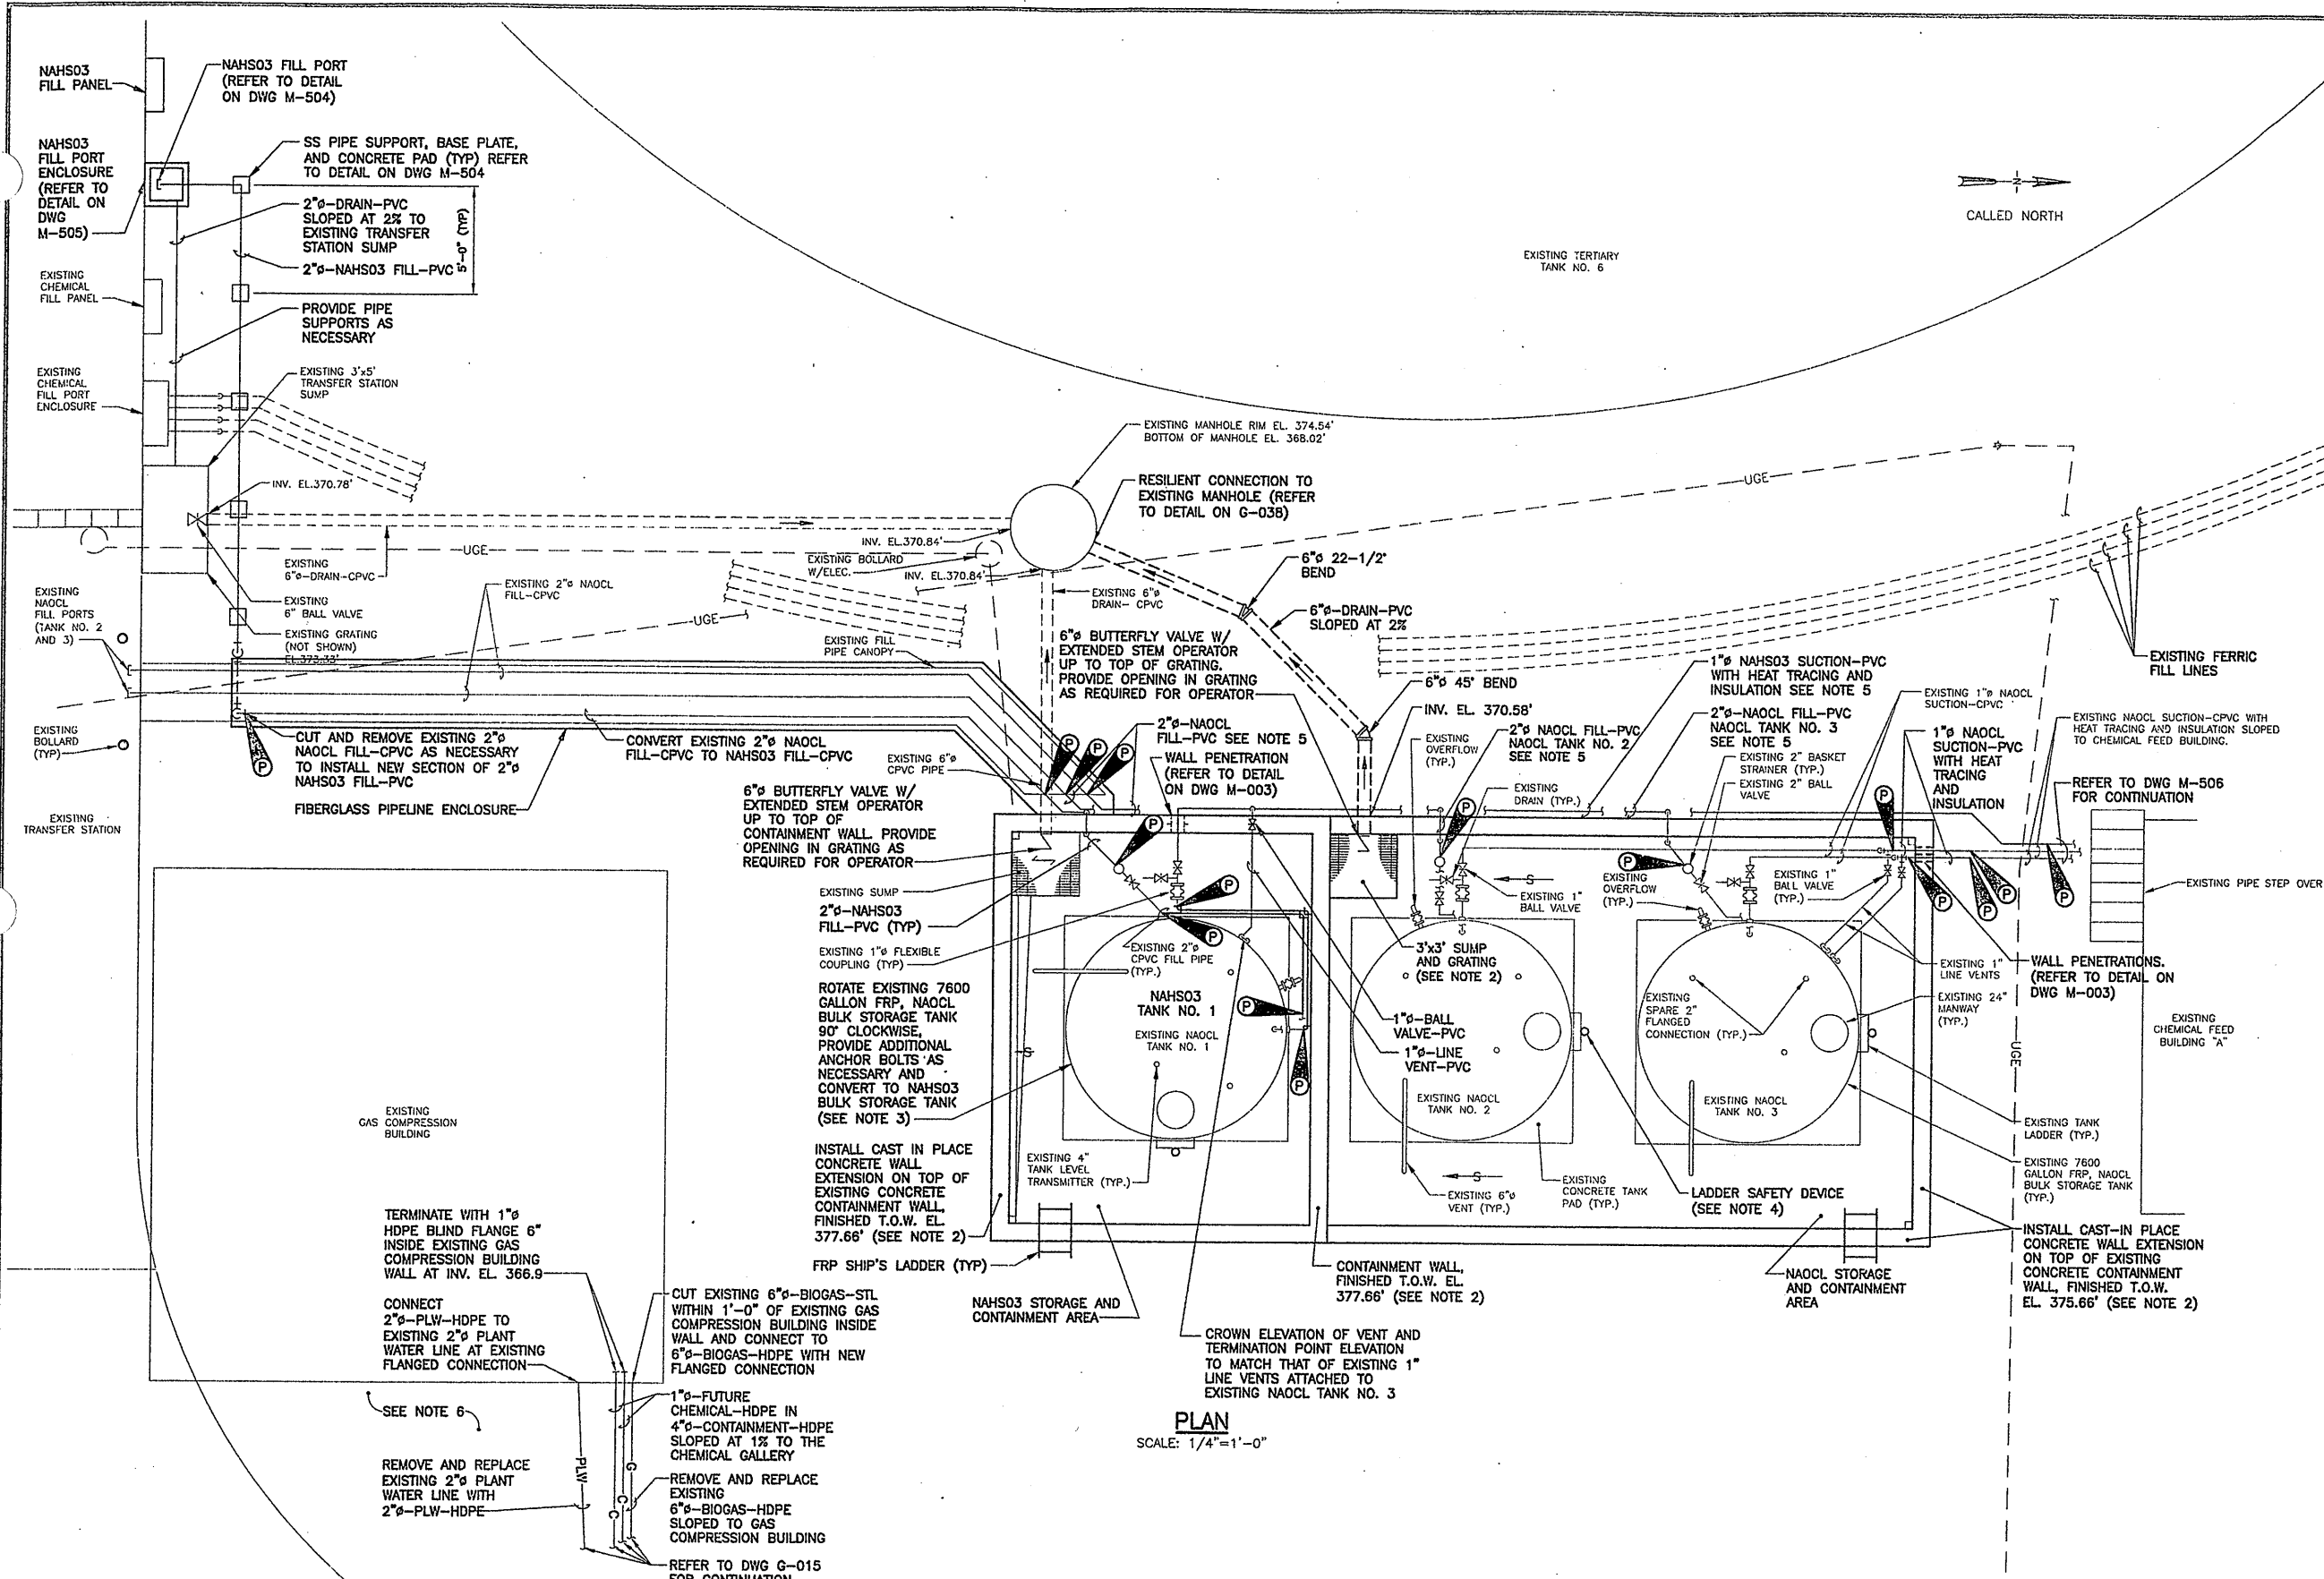 NAHS03
FILL PANEL
NAHS03 FILL PORT
(REFER TO DETAIL
ON DWG M-504)
NAHS03
FILL PORT
ENCLOSURE
(REFER TO
DETAIL ON
DWG
M-505)
SS PIPE SUPPORT, BASE PLATE,
AND CONCRETE PAD (TYP) REFER
TO DETAIL ON DWG M-504
2"ø-DRAIN-PVC
SLOPED AT 2% TO
EXISTING TRANSFER
STATION SUMP
2"ø-NAHS03 FILL-PVC
5'-0" (TYP)
EXISTING
CHEMICAL
FILL PANEL
PROVIDE PIPE
SUPPORTS AS
NECESSARY
EXISTING
CHEMICAL
FILL PORT
ENCLOSURE
EXISTING 3'x5'
TRANSFER STATION
SUMP
N
CALLED NORTH
EXISTING TERTIARY
TANK NO. 6
EXISTING MANHOLE RIM EL. 374.54'
BOTTOM OF MANHOLE EL. 368.02'
RESILIENT CONNECTION TO
EXISTING MANHOLE (REFER
TO DETAIL ON G-038)
UGE
INV. EL.370.78'
INV. EL.370.84'
UGE
EXISTING
6"ø-DRAIN-CPVC
EXISTING BOLLARD
W/ELEC.
INV. EL.370.84'
EXISTING 6"ø
DRAIN- CPVC
6"ø 22-1/2°
BEND
6"ø-DRAIN-PVC
SLOPED AT 2%
EXISTING 2"ø NAOCL
FILL-CPVC
EXISTING
NAOCL
FILL PORTS
(TANK NO. 2
AND 3)
EXISTING
6" BALL VALVE
EXISTING GRATING
(NOT SHOWN)
EL.373.33'
UGE
EXISTING FILL
PIPE CANOPY
6"ø BUTTERFLY VALVE W/
EXTENDED STEM OPERATOR
UP TO TOP OF GRATING.
PROVIDE OPENING IN GRATING
AS REQUIRED FOR OPERATOR
6"ø 45° BEND
INV. EL. 370.58'
1"ø NAHS03 SUCTION-PVC
WITH HEAT TRACING AND
INSULATION SEE NOTE 5
EXISTING FERRIC
FILL LINES
EXISTING 1"ø NAOCL
SUCTION-CPVC
EXISTING
BOLLARD
(TYP)
CUT AND REMOVE EXISTING 2"ø
NAOCL FILL-CPVC AS NECESSARY
TO INSTALL NEW SECTION OF 2"ø
NAHS03 FILL-PVC
P
CONVERT EXISTING 2"ø NAOCL
FILL-CPVC TO NAHS03 FILL-CPVC
FIBERGLASS PIPELINE ENCLOSURE
EXISTING 6"ø
CPVC PIPE
P
P
P
2"ø-NAOCL
FILL-PVC SEE NOTE 5
WALL PENETRATION
(REFER TO DETAIL
ON DWG M-003)
EXISTING
OVERFLOW
(TYP.)
2"ø NAOCL FILL-PVC
NAOCL TANK NO. 2
SEE NOTE 5
EXISTING
DRAIN (TYP.)
2"ø-NAOCL FILL-PVC
NAOCL TANK NO. 3
SEE NOTE 5
EXISTING 2" BASKET
STRAINER (TYP.)
EXISTING 2" BALL
VALVE
1"ø NAOCL
SUCTION-PVC
WITH HEAT
TRACING
AND
INSULATION
EXISTING NAOCL SUCTION-CPVC WITH
HEAT TRACING AND INSULATION SLOPED
TO CHEMICAL FEED BUILDING.
REFER TO DWG M-506
FOR CONTINUATION
EXISTING
TRANSFER STATION
6"ø BUTTERFLY VALVE W/
EXTENDED STEM OPERATOR
UP TO TOP OF
CONTAINMENT WALL. PROVIDE
OPENING IN GRATING AS
REQUIRED FOR OPERATOR
P
P
P
P
EXISTING SUMP
2"ø-NAHS03
FILL-PVC (TYP)
EXISTING 1"ø FLEXIBLE
COUPLING (TYP)
P
P
S
EXISTING 1"
BALL VALVE
EXISTING
OVERFLOW
(TYP.)
EXISTING 1"
BALL VALVE
(TYP.)
P
P
P
P
EXISTING PIPE STEP OVER
EXISTING 2"ø
CPVC FILL PIPE
(TYP.)
3'x3' SUMP
AND GRATING
(SEE NOTE 2)
EXISTING 1"
LINE VENTS
WALL PENETRATIONS.
(REFER TO DETAIL ON
DWG M-003)
ROTATE EXISTING 7600
GALLON FRP, NAOCL
BULK STORAGE TANK
90° CLOCKWISE,
PROVIDE ADDITIONAL
ANCHOR BOLTS AS
NECESSARY AND
CONVERT TO NAHS03
BULK STORAGE TANK
(SEE NOTE 3)
NAHS03
TANK NO. 1
EXISTING NAOCL
TANK NO. 1
P
P
S
1"ø-BALL
VALVE-PVC
1"ø-LINE
VENT-PVC
EXISTING
SPARE 2"
FLANGED
CONNECTION (TYP.)
EXISTING 24"
MANWAY
(TYP.)
EXISTING
CHEMICAL FEED
BUILDING "A"
UGE
EXISTING
GAS COMPRESSION
BUILDING
EXISTING NAOCL
TANK NO. 2
EXISTING NAOCL
TANK NO. 3
EXISTING TANK
LADDER (TYP.)
INSTALL CAST IN PLACE
CONCRETE WALL
EXTENSION ON TOP OF
EXISTING CONCRETE
CONTAINMENT WALL,
FINISHED T.O.W. EL.
377.66' (SEE NOTE 2)
EXISTING 4"
TANK LEVEL
TRANSMITTER (TYP.)
S
EXISTING 6"ø
VENT (TYP.)
EXISTING
CONCRETE TANK
PAD (TYP.)
LADDER SAFETY DEVICE
(SEE NOTE 4)
EXISTING 7600
GALLON FRP, NAOCL
BULK STORAGE TANK
(TYP.)
FRP SHIP'S LADDER (TYP)
TERMINATE WITH 1"ø
HDPE BLIND FLANGE 6"
INSIDE EXISTING GAS
COMPRESSION BUILDING
WALL AT INV. EL. 366.9
CONTAINMENT WALL,
FINISHED T.O.W. EL.
377.66' (SEE NOTE 2)
NAOCL STORAGE
AND CONTAINMENT
AREA
INSTALL CAST-IN PLACE
CONCRETE WALL EXTENSION
ON TOP OF EXISTING
CONCRETE CONTAINMENT
WALL, FINISHED T.O.W.
EL. 375.66' (SEE NOTE 2)
CONNECT
2"ø-PLW-HDPE TO
EXISTING 2"ø PLANT
WATER LINE AT EXISTING
FLANGED CONNECTION
CUT EXISTING 6"ø-BIOGAS-STL
WITHIN 1'-0" OF EXISTING GAS
COMPRESSION BUILDING INSIDE
WALL AND CONNECT TO
6"ø-BIOGAS-HDPE WITH NEW
FLANGED CONNECTION
NAHS03 STORAGE AND
CONTAINMENT AREA
CROWN ELEVATION OF VENT AND
TERMINATION POINT ELEVATION
TO MATCH THAT OF EXISTING 1"
LINE VENTS ATTACHED TO
EXISTING NAOCL TANK NO. 3
SEE NOTE 6
1"ø-FUTURE
CHEMICAL-HDPE IN
4"ø-CONTAINMENT-HDPE
SLOPED AT 1% TO THE
CHEMICAL GALLERY
PLAN
SCALE: 1/4"=1'-0"
REMOVE AND REPLACE
EXISTING 2"ø PLANT
WATER LINE WITH
2"ø-PLW-HDPE
PLW
G
C
C
REMOVE AND REPLACE
EXISTING
6"ø-BIOGAS-HDPE
SLOPED TO GAS
COMPRESSION BUILDING
REFER TO DWG G-015
FOR CONTINUATION